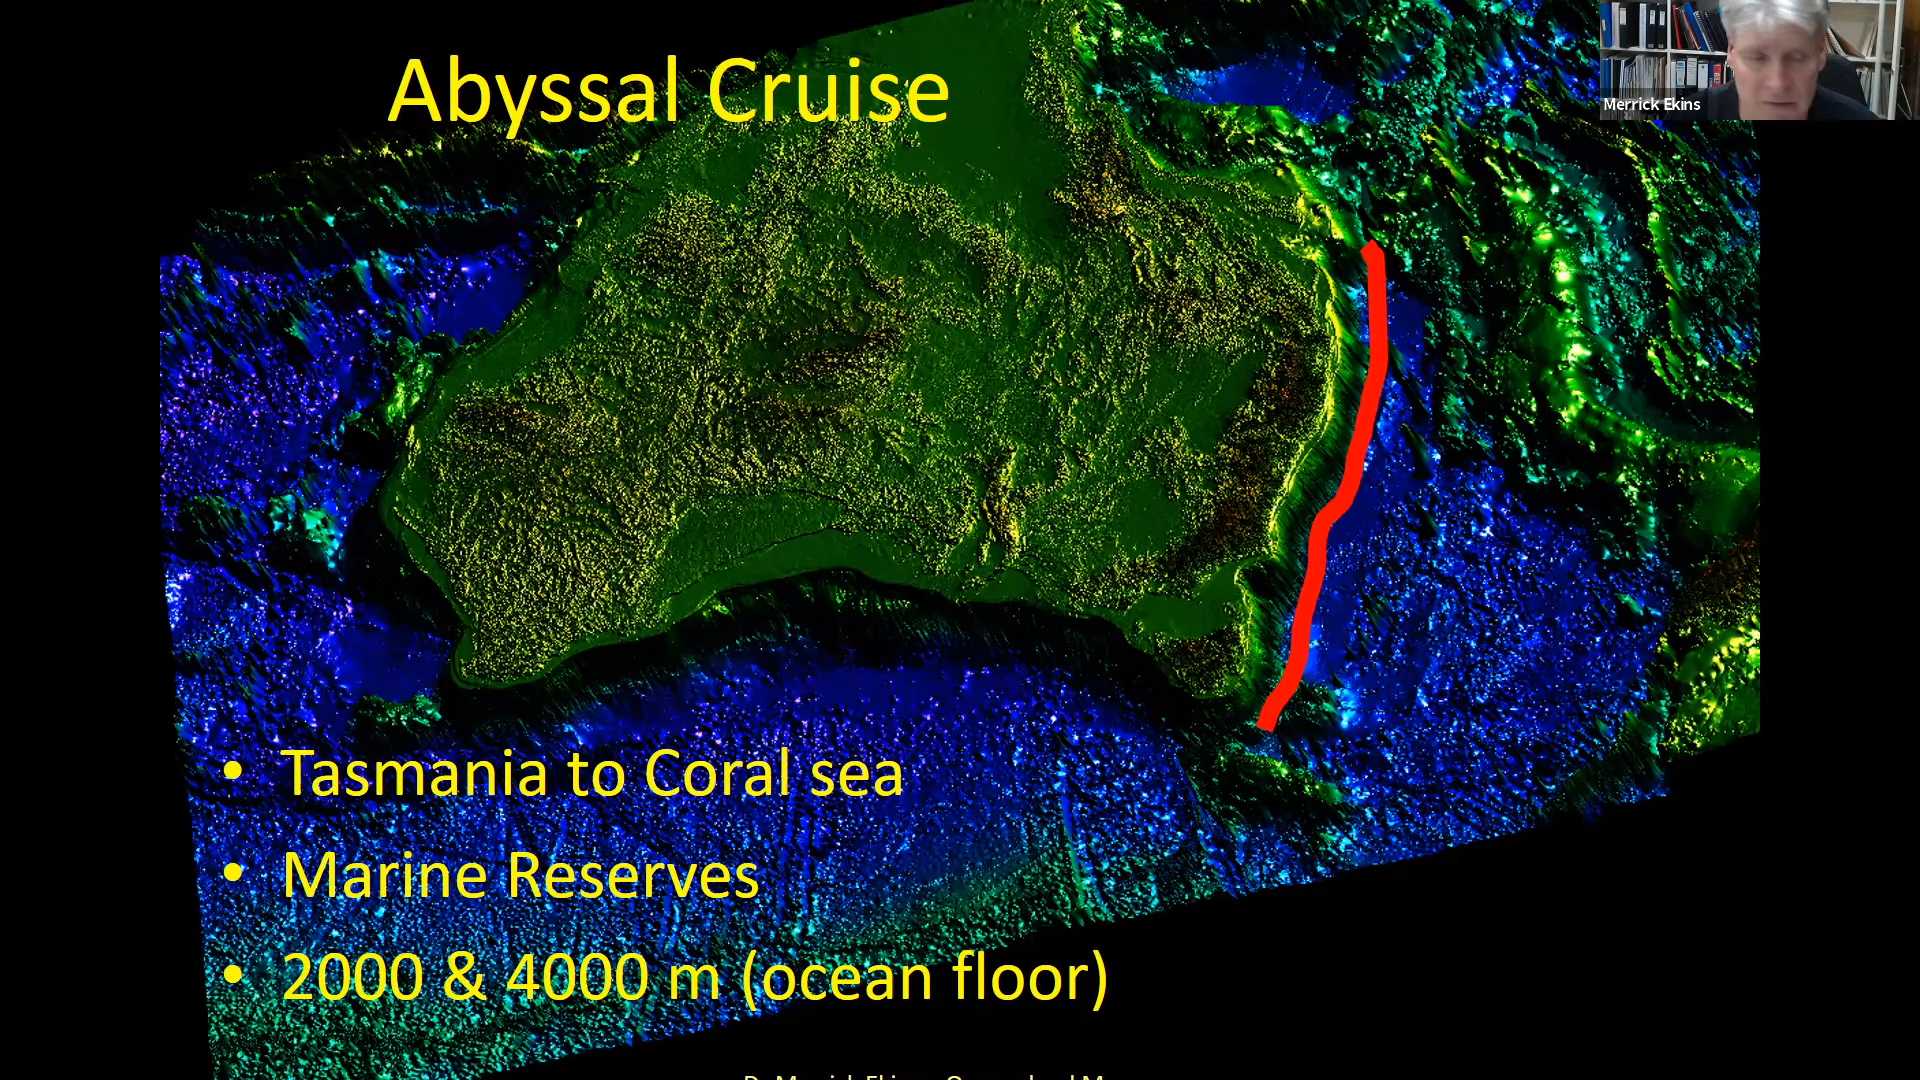 Abyssal Cruise
Merrick Ekins
• Tasmania to Coral sea
• Marine Reserves
• 2000 & 4000 m (ocean floor)